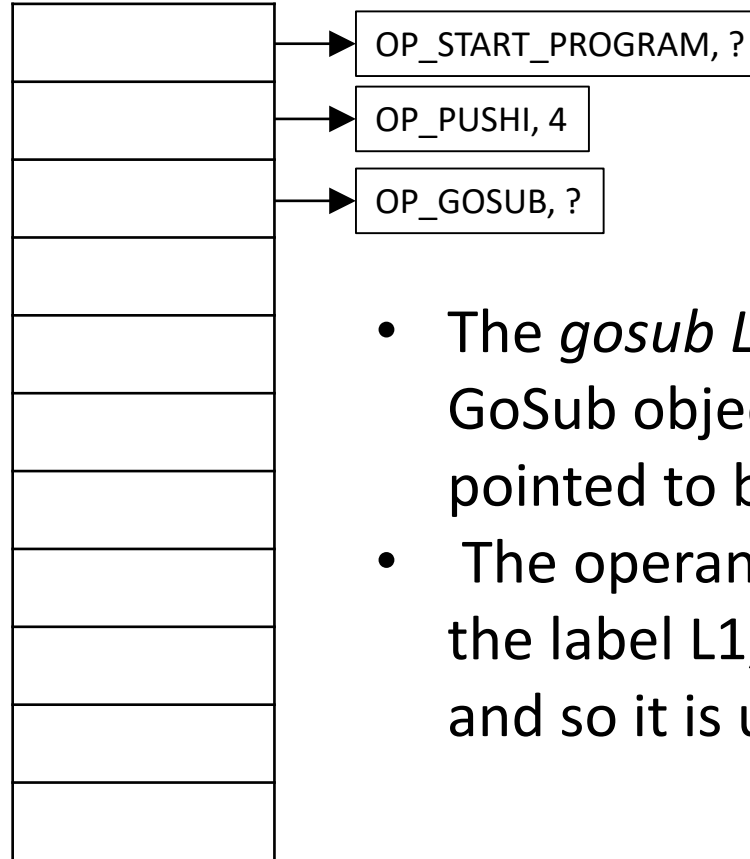 OP_START_PROGRAM, ?
OP_PUSHI, 4
OP_GOSUB, ?
• The gosub L
GoSub obje
pointed to b
• The operan
the label L1,
and so it is u